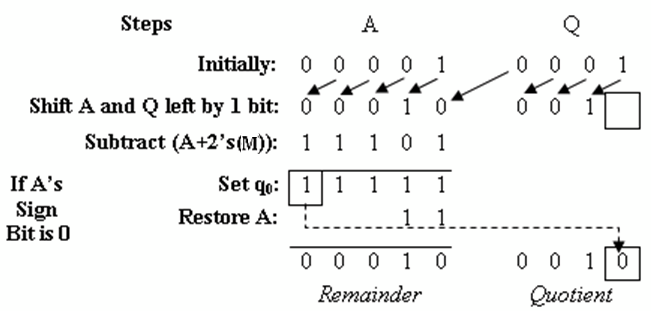 Steps A Q
Initially: 0 0 0 0 1 0 0 0 1
Shift A and Q left by 1 bit: 0 0 0 1 0 0 0 1
Subtract (A+2's(M)): 1 1 1 0 1
If A's Sign Bit is 0
Set q₀: 1 1 1 1 1
Restore A: 1 1
0 0 0 1 0 0 0 1 0
Remainder Quotient